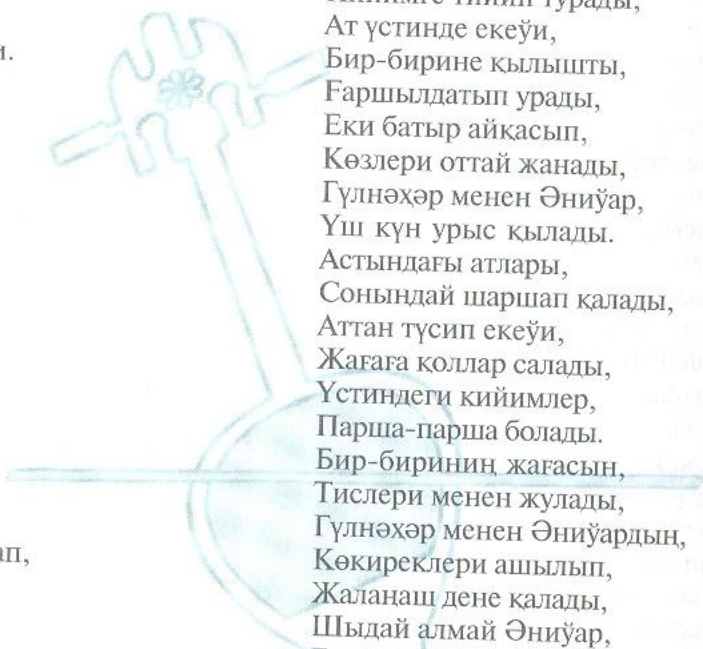 турады,
Ат үстинде екеўи,
Бир-бирине қылышты,
Ғаршылдатып урады,
Еки батыр айқасып,
Көзлери оттай жанады,
Гүлнәҳәр менен Әниўар,
Үш күн урыс қылады.
Астындағы атлары,
Сонындай шаршап қалады,
Аттан түсип екеўи,
Жағаға қоллар салады,
Үстиндеги кийимлер,
Парша-парша болады.
Бир-бириниң жағасын,
Тислери менен жулады,
Гүлнәҳәр менен Әниўардың,
Көкиреклери ашылып,
Жалаңаш дене қалады,
Шыдай алмай Әниўар,